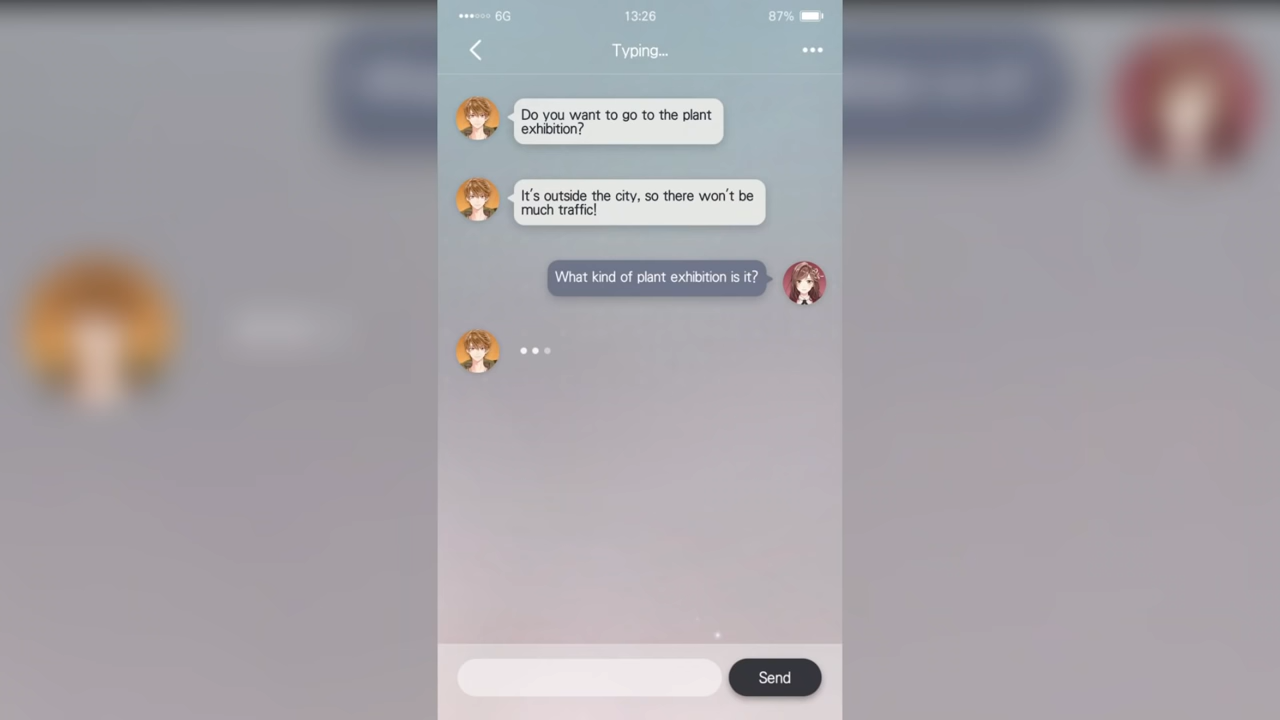 6G
13:26
87%
Typing...
Do you want to go to the plant
exhibition?
It's outside the city, so there won't be
much traffic!
What kind of plant exhibition is it?
Send